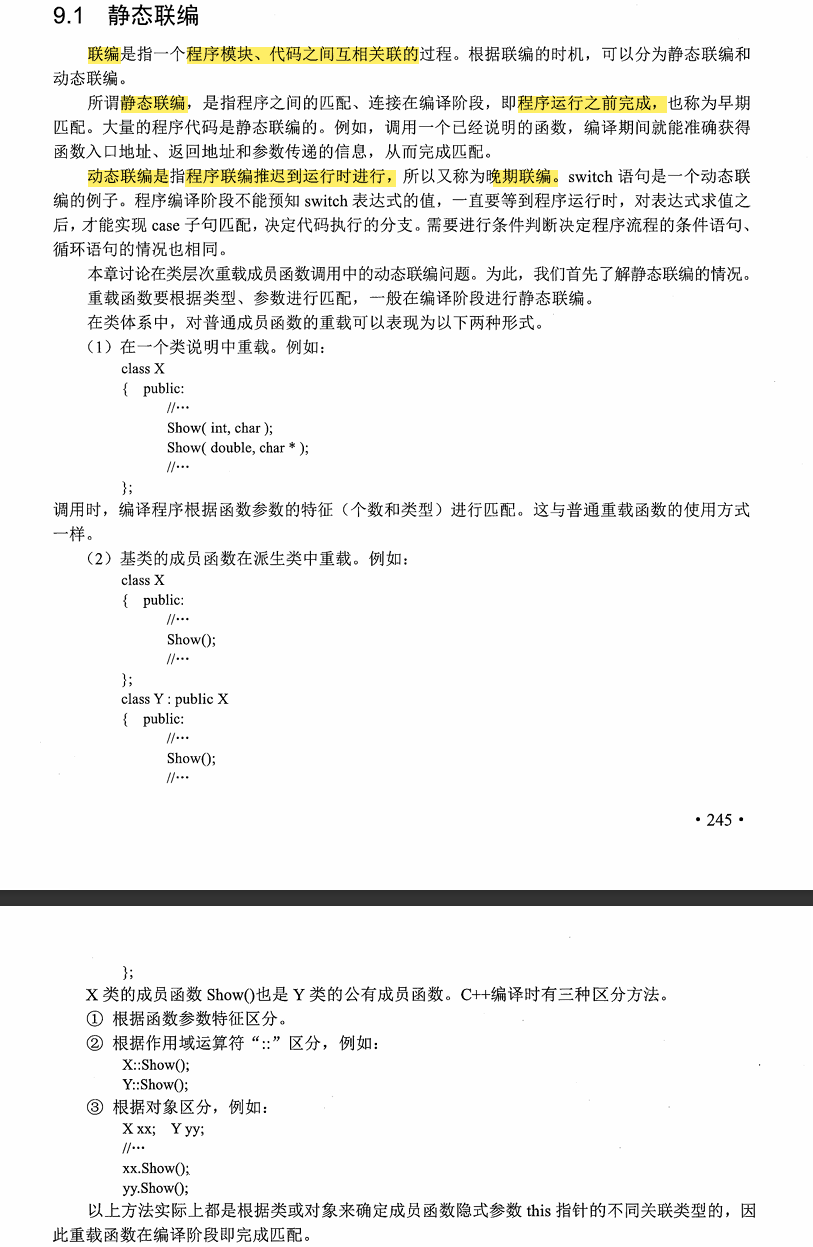 9.1 静态联编
联编是指一个程序模块、代码之间互相关联的过程。根据联编的时机，可以分为静态联编和
动态联编。
所谓静态联编，是指程序之间的匹配、连接在编译阶段，即程序运行之前完成，也称为早期
匹配。大量的程序代码是静态联编的。例如，调用一个已经说明的函数，编译期间就能准确获得
函数入口地址、返回地址和参数传递的信息，从而完成匹配。
动态联编是指程序联编推迟到运行时进行，所以又称为晚期联编。switch 语句是一个动态联
编的例子。程序编译阶段不能预知 switch 表达式的值，一直要等到程序运行时，对表达式求值之
后，才能实现 case 子句匹配，决定代码执行的分支。需要进行条件判断决定程序流程的条件语句、
循环语句的情况也相同。
本章讨论在类层次重载成员函数调用中的动态联编问题。为此，我们首先了解静态联编的情况。
重载函数要根据类型、参数进行匹配，一般在编译阶段进行静态联编。
在类体系中，对普通成员函数的重载可以表现为以下两种形式。
（1）在一个类说明中重载。例如：
class X
{ public:
//…
Show( int, char );
Show( double, char * );
//…
};
调用时，编译程序根据函数参数的特征（个数和类型）进行匹配。这与普通重载函数的使用方式
一样。
（2）基类的成员函数在派生类中重载。例如：
class X
{ public:
//…
Show();
//…
};
class Y : public X
{ public:
//…
Show();
//…
• 245 •
};
X 类的成员函数 Show()也是 Y 类的公有成员函数。C++编译时有三种区分方法。
① 根据函数参数特征区分。
② 根据作用域运算符“::”区分，例如：
X::Show();
Y::Show();
③ 根据对象区分，例如：
X xx; Y yy;
//…
xx.Show();
yy.Show();
以上方法实际上都是根据类或对象来确定成员函数隐式参数 this 指针的不同关联类型的，因
此重载函数在编译阶段即完成匹配。